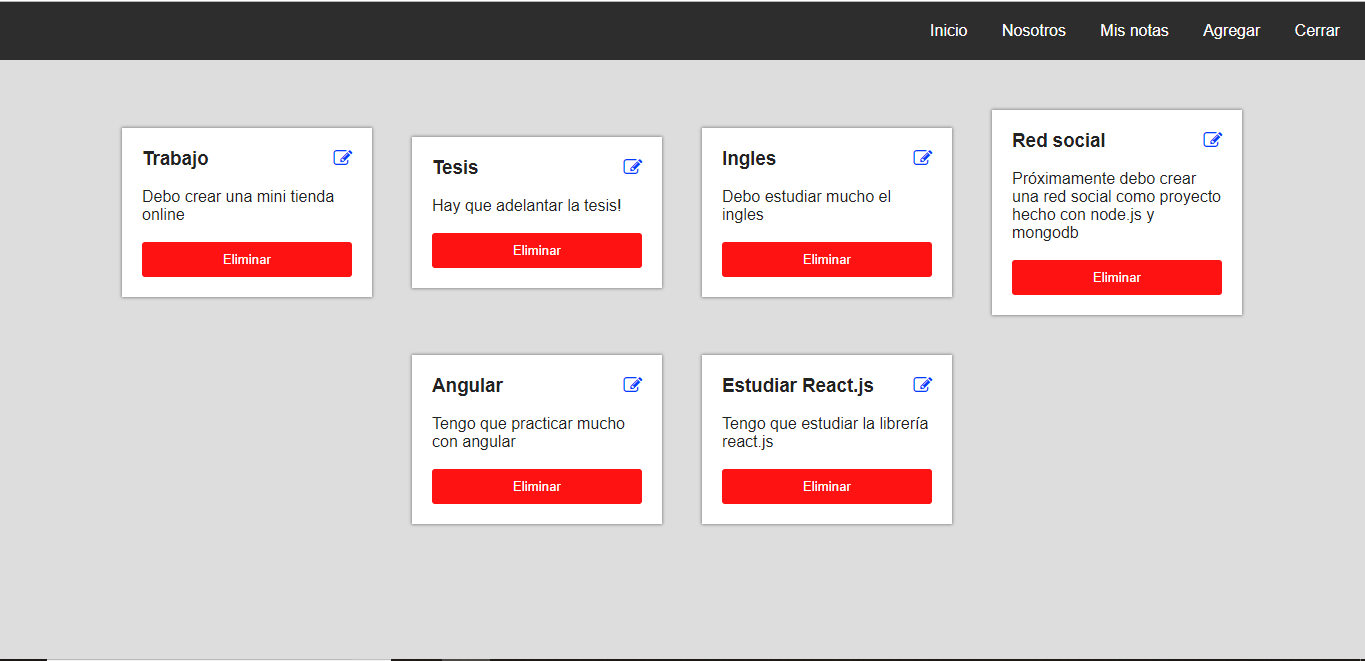 Inicio Nosotros Mis notas Agregar Cerrar
Trabajo
Debo crear una mini tienda
online
Eliminar
Tesis
Hay que adelantar la tesis!
Eliminar
Ingles
Debo estudiar mucho el
ingles
Eliminar
Red social
Próximamente debo crear
una red social como proyecto
hecho con node.js y
mongodb
Eliminar
Angular
Tengo que practicar mucho
con angular
Eliminar
Estudiar React.js
Tengo que estudiar la librería
react.js
Eliminar